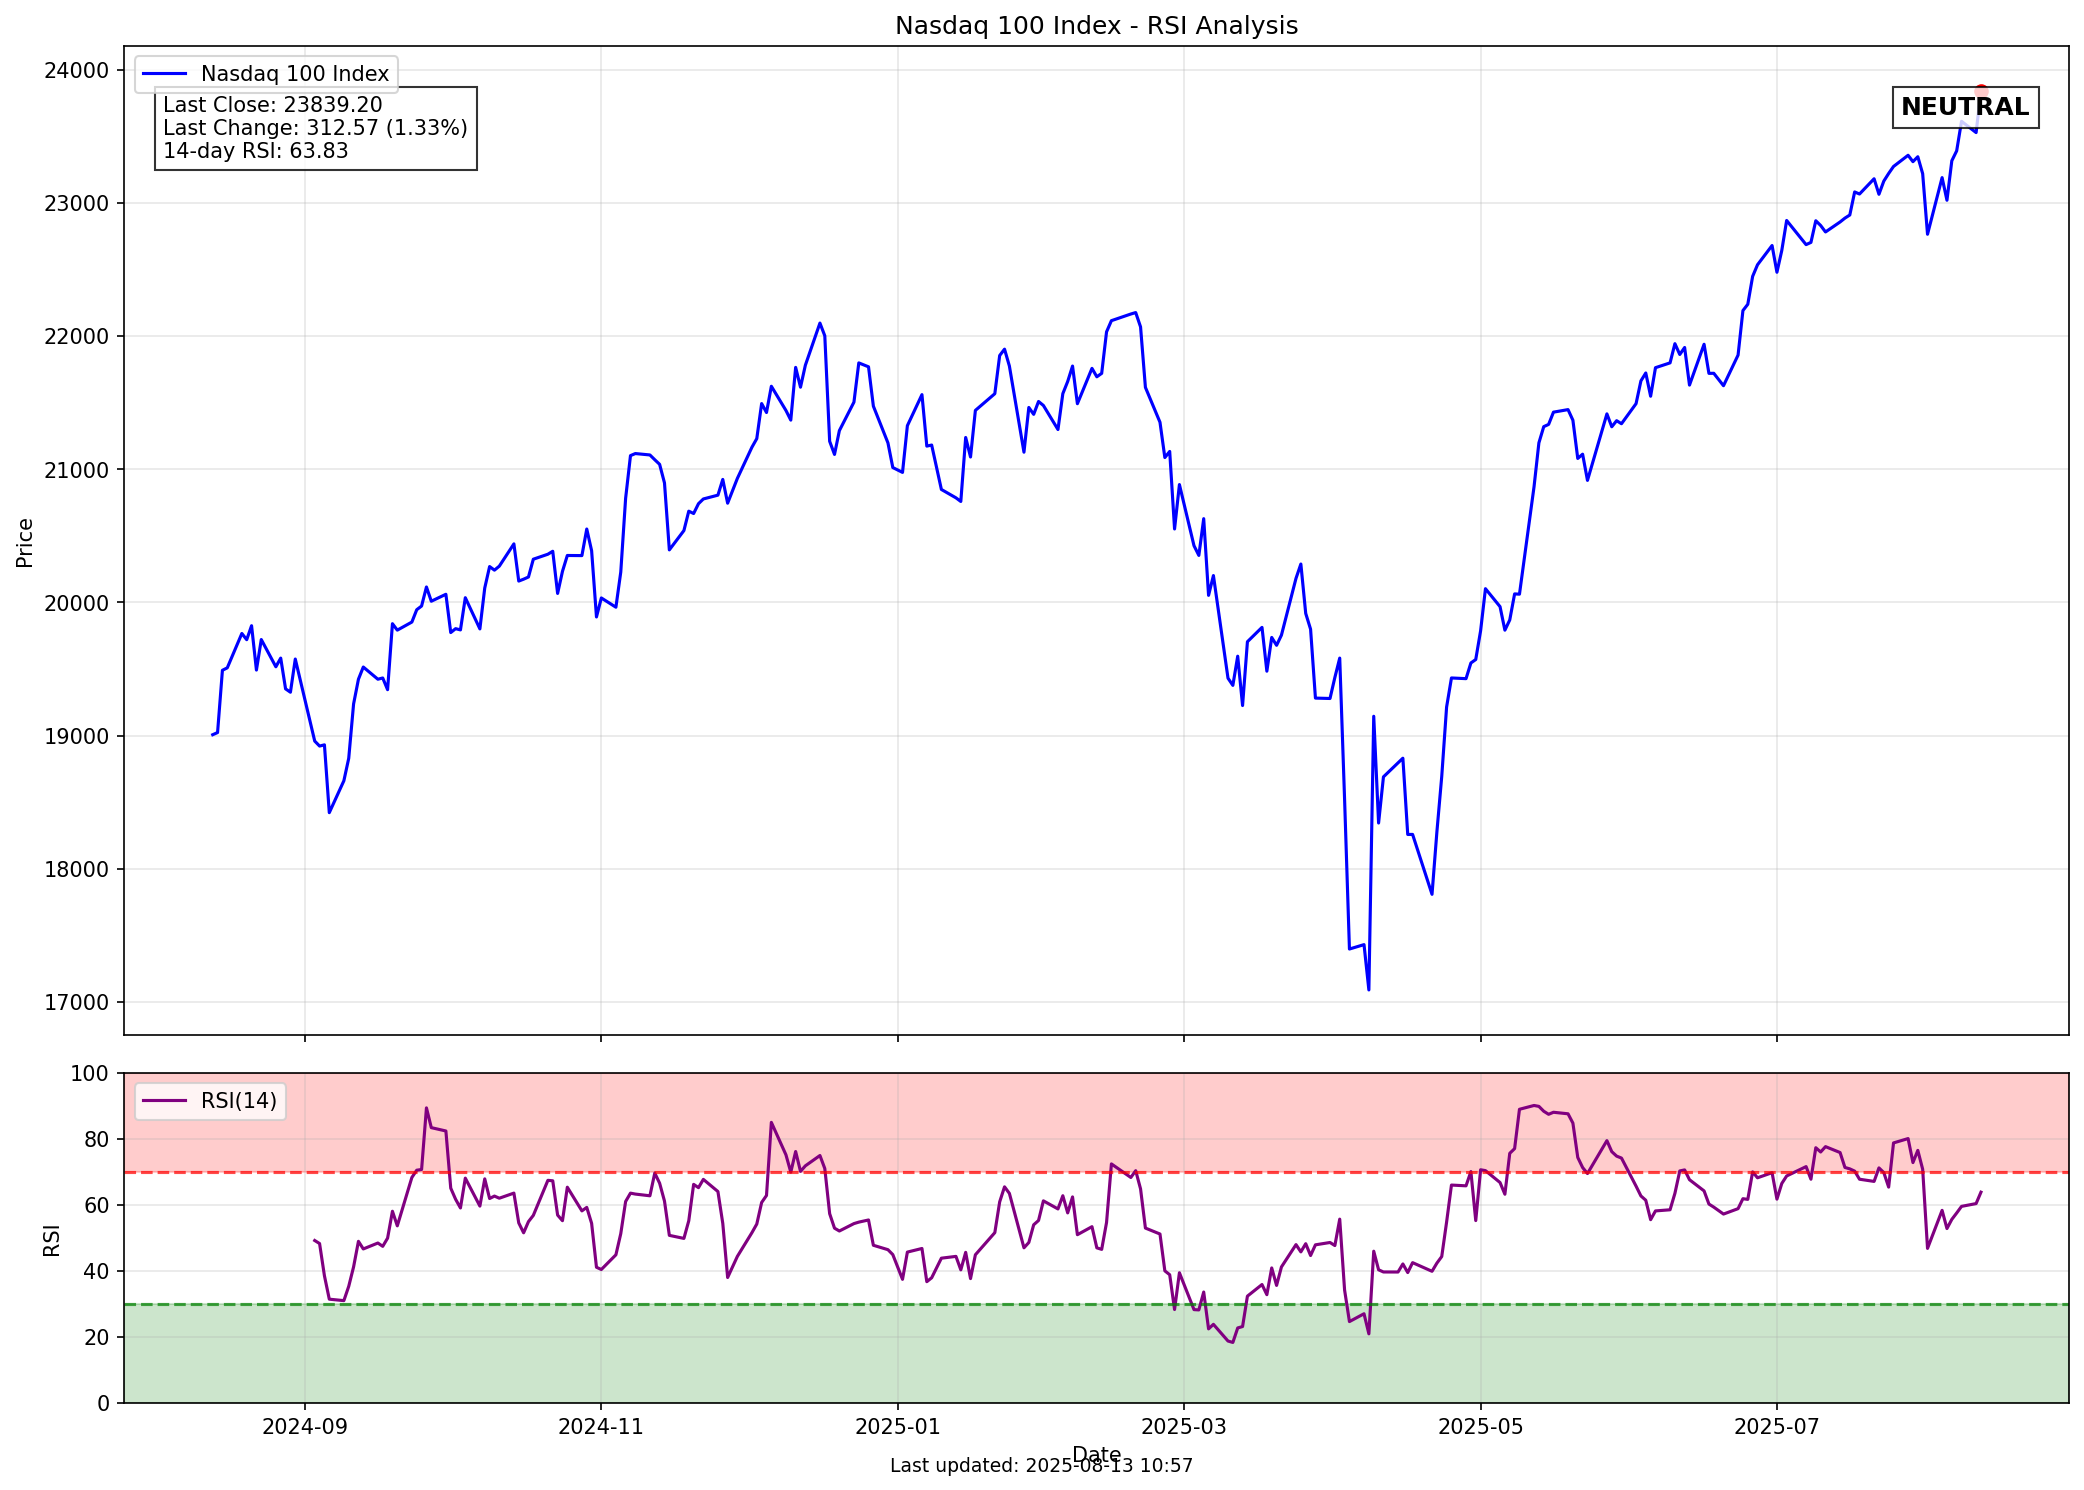 Nasdaq 100 Index - RSI Analysis
Nasdaq 100 Index
Last Close: 23839.20
Last Change: 312.57 (1.33%)
14-day RSI: 63.83
NEUTRAL
24000
23000
22000
21000
20000
19000
18000
17000
Price
RSI(14)
100
80
60
40
20
0
RSI
2024-09 2024-11 2025-01 2025-03 2025-05 2025-07
Date
Last updated: 2025-08-13 10:57